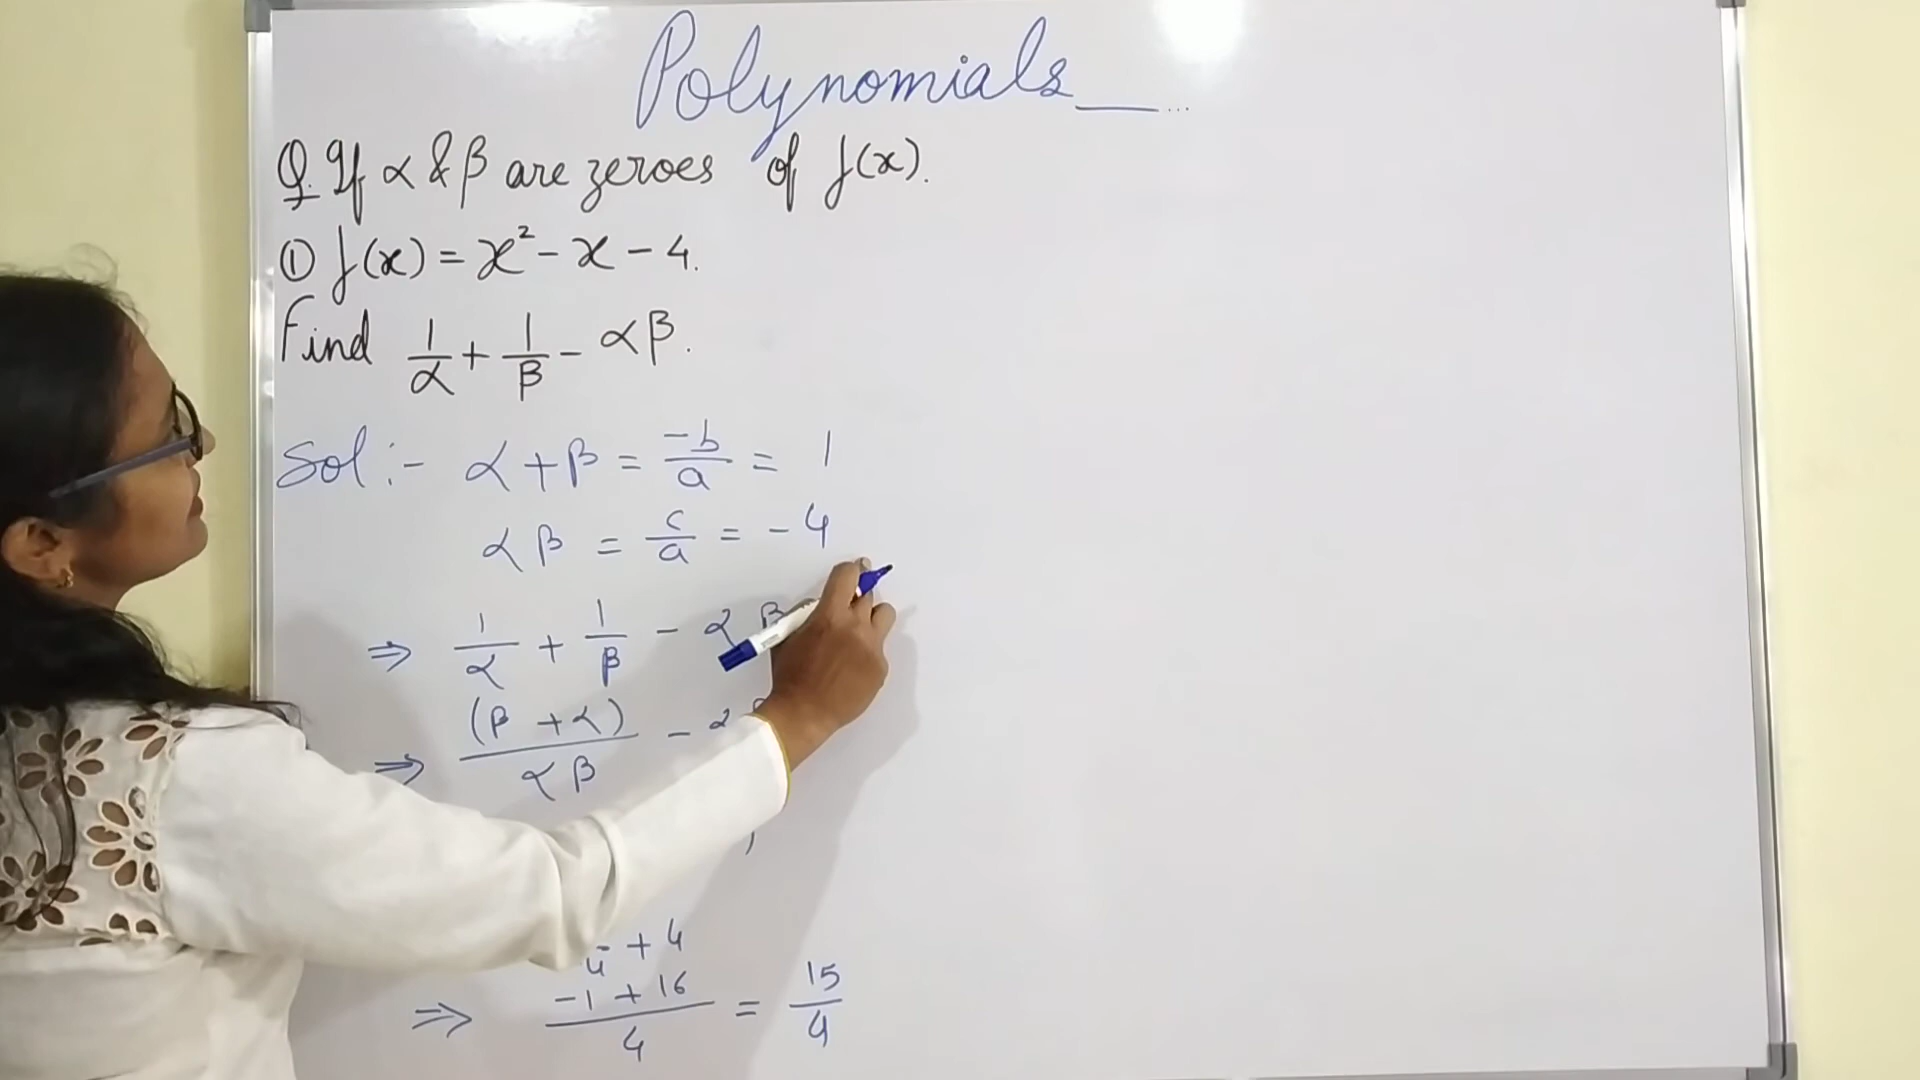 Polynomials
Q. If α & β are zeroes of f(x).
① f(x) = x² - x - 4.
Find 1/α + 1/β - αβ.
Sol :- α + β = -b/a = 1
αβ = c/a = -4
⇒ 1/α + 1/β - αβ
⇒ (β + α)/αβ - α
+ 4
⇒ (-1 + 16)/4 = 15/4